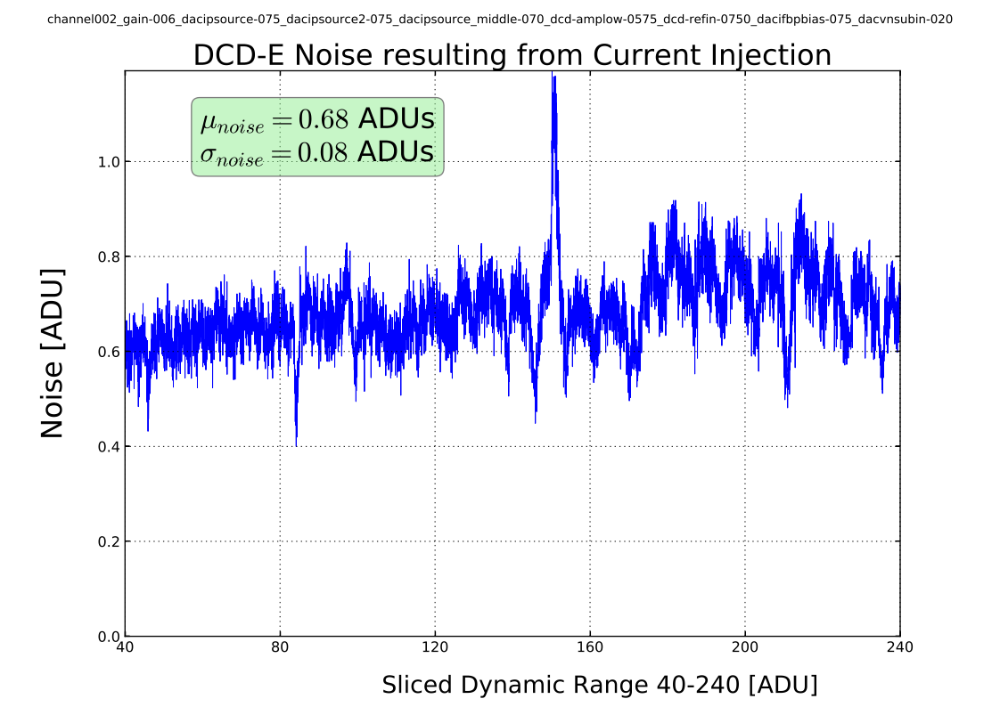 channel002_gain-006_dacipsource-075_dacipsource2-075_dacipsource_middle-070_dcd-amplow-0575_dcd-refin-0750_dacifbpbias-075_dacvnsubin-020
DCD-E Noise resulting from Current Injection
μnoise = 0.68 ADUs
σnoise = 0.08 ADUs
1.0
0.8
0.6
0.4
0.2
0.0
Noise [ADU]
40 80 120 160 200 240
Sliced Dynamic Range 40-240 [ADU]